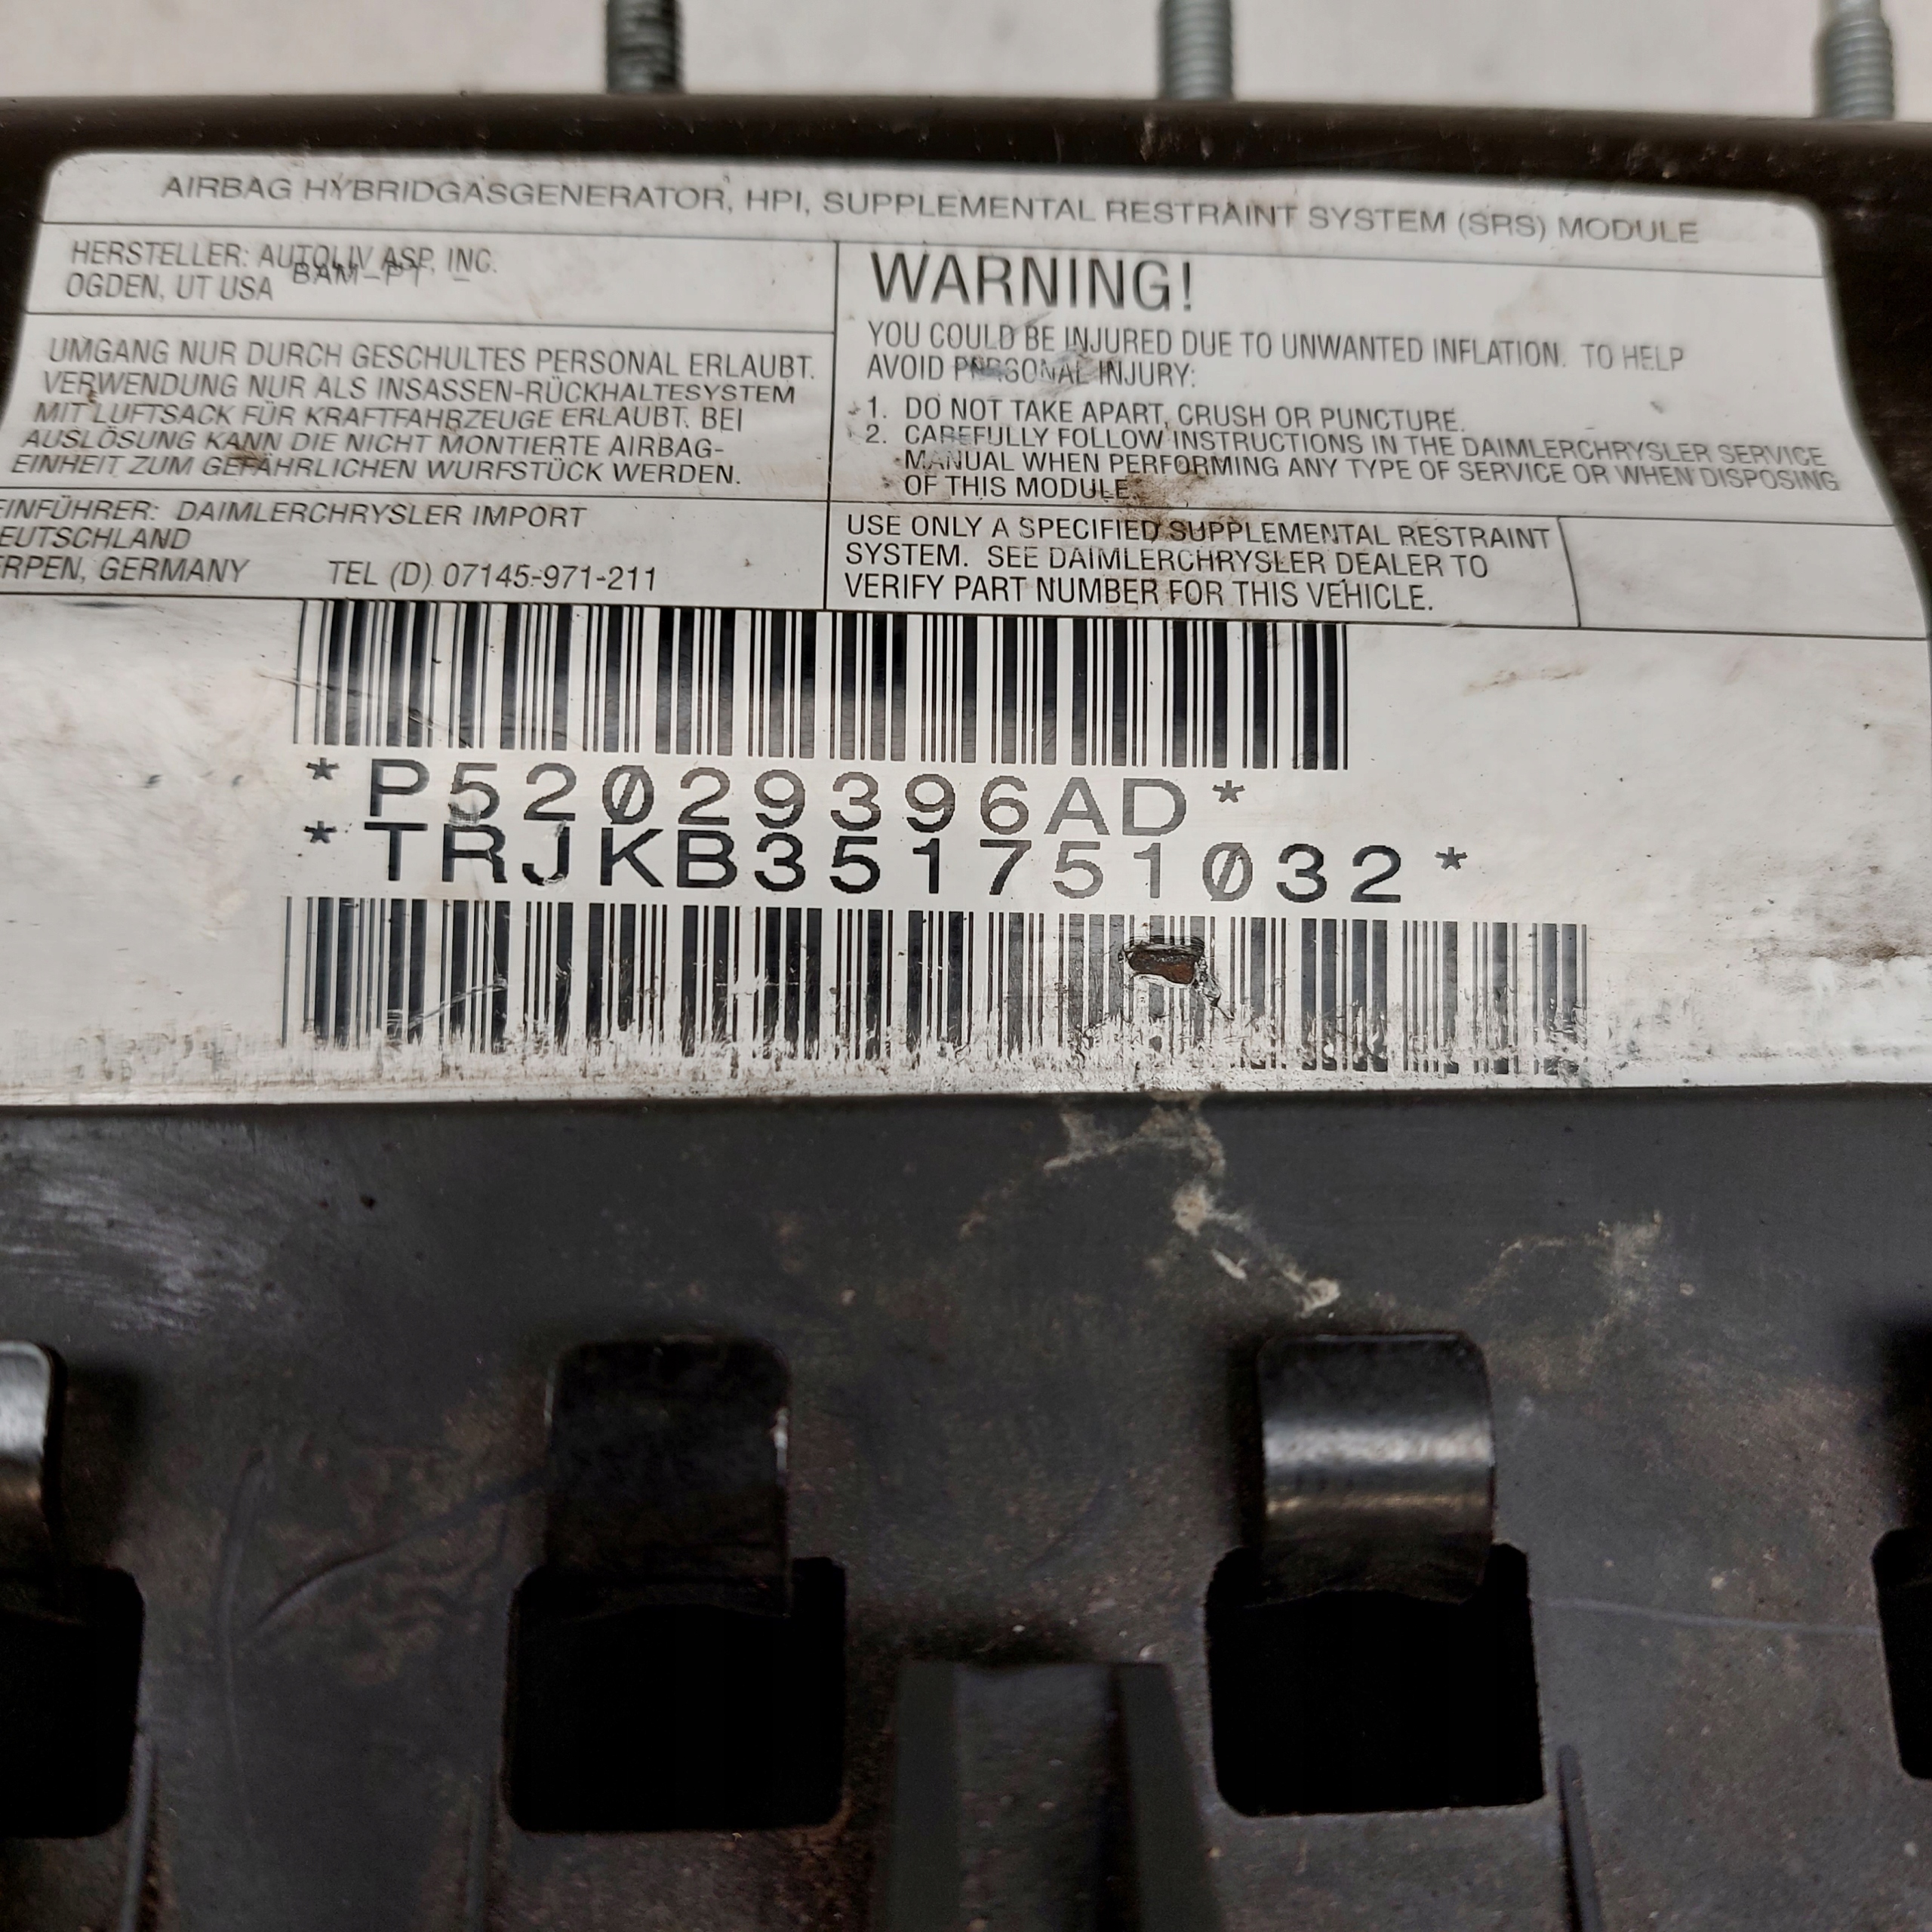 AIRBAG HYBRIDGASGENERATOR, HPI, SUPPLEMENTAL RESTRAINT SYSTEM (SRS) MODULE
HERSTELLER: AUTOLIV ASP, INC.
BAM-P1
OGDEN, UT USA
UMGANG NUR DURCH GESCHULTES PERSONAL ERLAUBT.
VERWENDUNG NUR ALS INSASSEN-RÜCKHALTESYSTEM
MIT LUFTSACK FÜR KRAFTFAHRZEUGE ERLAUBT. BEI
AUSLÖSUNG KANN DIE NICHT MONTIERTE AIRBAG-
EINHEIT ZUM GEFÄHRLICHEN WURFSTÜCK WERDEN.
EINFÜHRER: DAIMLERCHRYSLER IMPORT
EUTSCHLAND
ERPEN, GERMANY TEL (D) 07145-971-211
WARNING!
YOU COULD BE INJURED DUE TO UNWANTED INFLATION. TO HELP
AVOID PERSONAL INJURY:
1. DO NOT TAKE APART, CRUSH OR PUNCTURE.
2. CAREFULLY FOLLOW INSTRUCTIONS IN THE DAIMLERCHRYSLER SERVICE
MANUAL WHEN PERFORMING ANY TYPE OF SERVICE OR WHEN DISPOSING
OF THIS MODULE.
USE ONLY A SPECIFIED SUPPLEMENTAL RESTRAINT
SYSTEM. SEE DAIMLERCHRYSLER DEALER TO
VERIFY PART NUMBER FOR THIS VEHICLE.
*P52029396AD*
*TRJKB351751032*